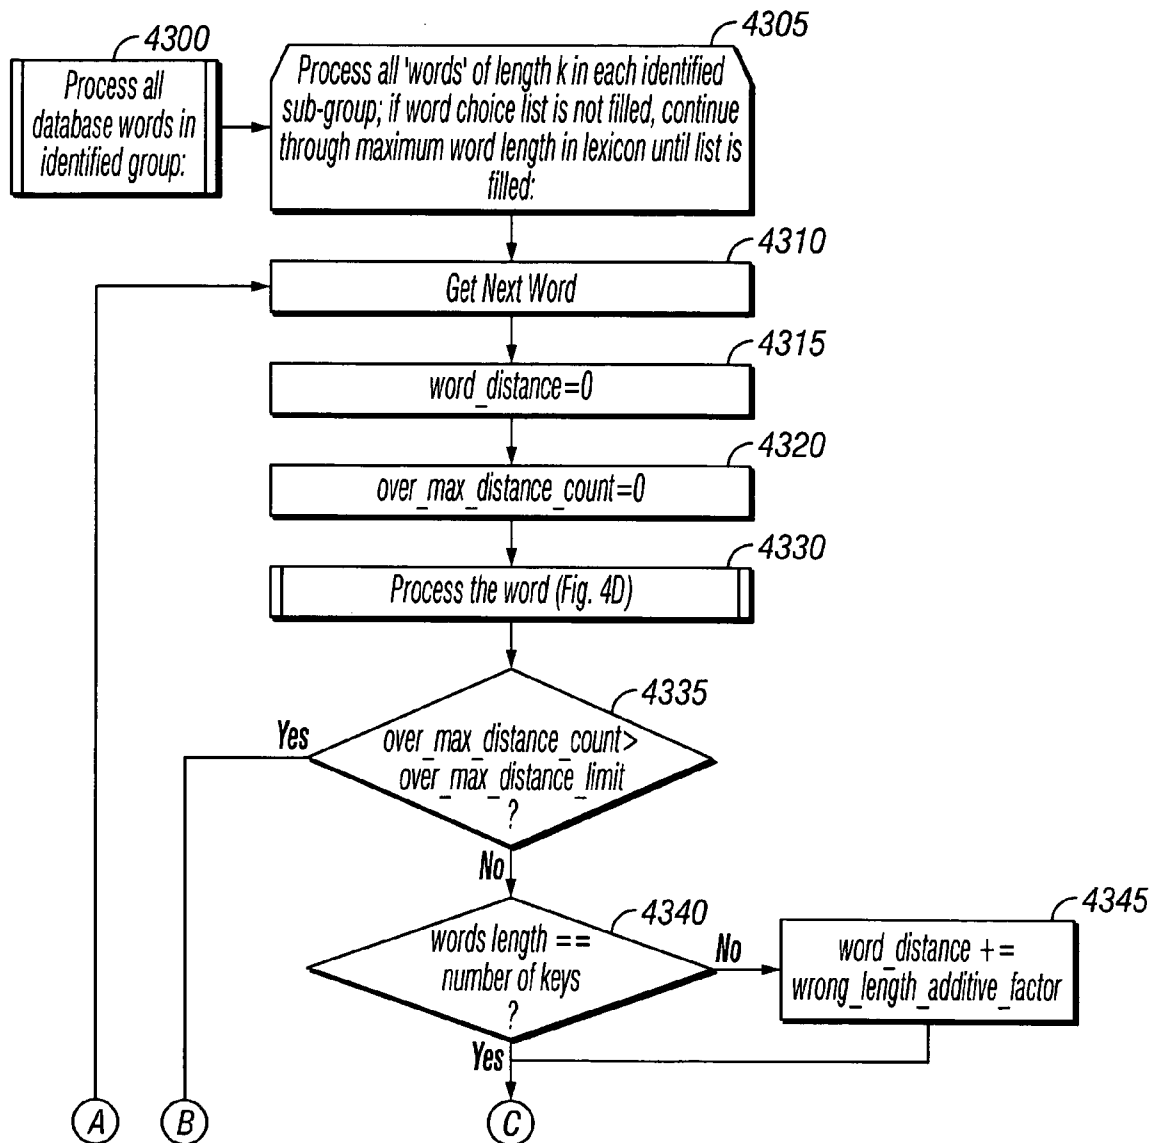 4300
Process all
database words in
identified group:
4305
Process all 'words' of length k in each identified
sub-group; if word choice list is not filled, continue
through maximum word length in lexicon until list is
filled:
4310
Get Next Word
4315
word_distance=0
4320
over_max_distance_count=0
4330
Process the word (Fig. 4D)
4335
Yes
over_max_distance_count>
over_max_distance_limit
?
No
4340
words length ==
number of keys
?
No
4345
word_distance +=
wrong_length_additive_factor
Yes
A
B
C